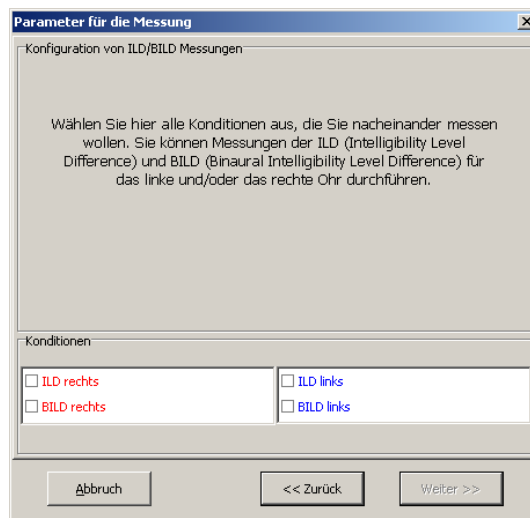 Parameter für die Messung
Konfiguration von ILD/BILD Messungen
Wählen Sie hier alle Konditionen aus, die Sie nacheinander messen
wollen. Sie können Messungen der ILD (Intelligibility Level
Difference) und BILD (Binaural Intelligibility Level Difference) für
das linke und/oder das rechte Ohr durchführen.
Konditionen
ILD rechts
BILD rechts
ILD links
BILD links
Abbruch
<< Zurück
Weiter >>